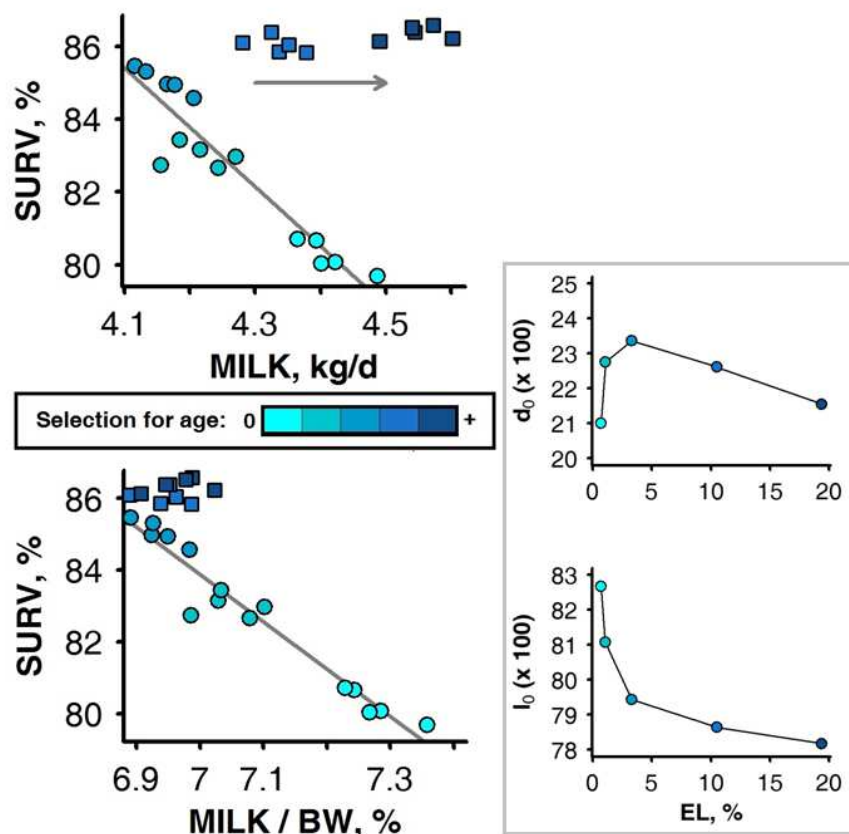 SURV, %
86
84
82
80
4.1 4.3 4.5
MILK, kg/d
Selection for age: 0 +
SURV, %
86
84
82
80
6.9 7 7.1 7.3
MILK / BW, %
d₀ (x 100)
25
24
23
22
21
20
0 5 10 15 20
l₀ (x 100)
83
82
81
80
79
78
0 5 10 15 20
EL, %